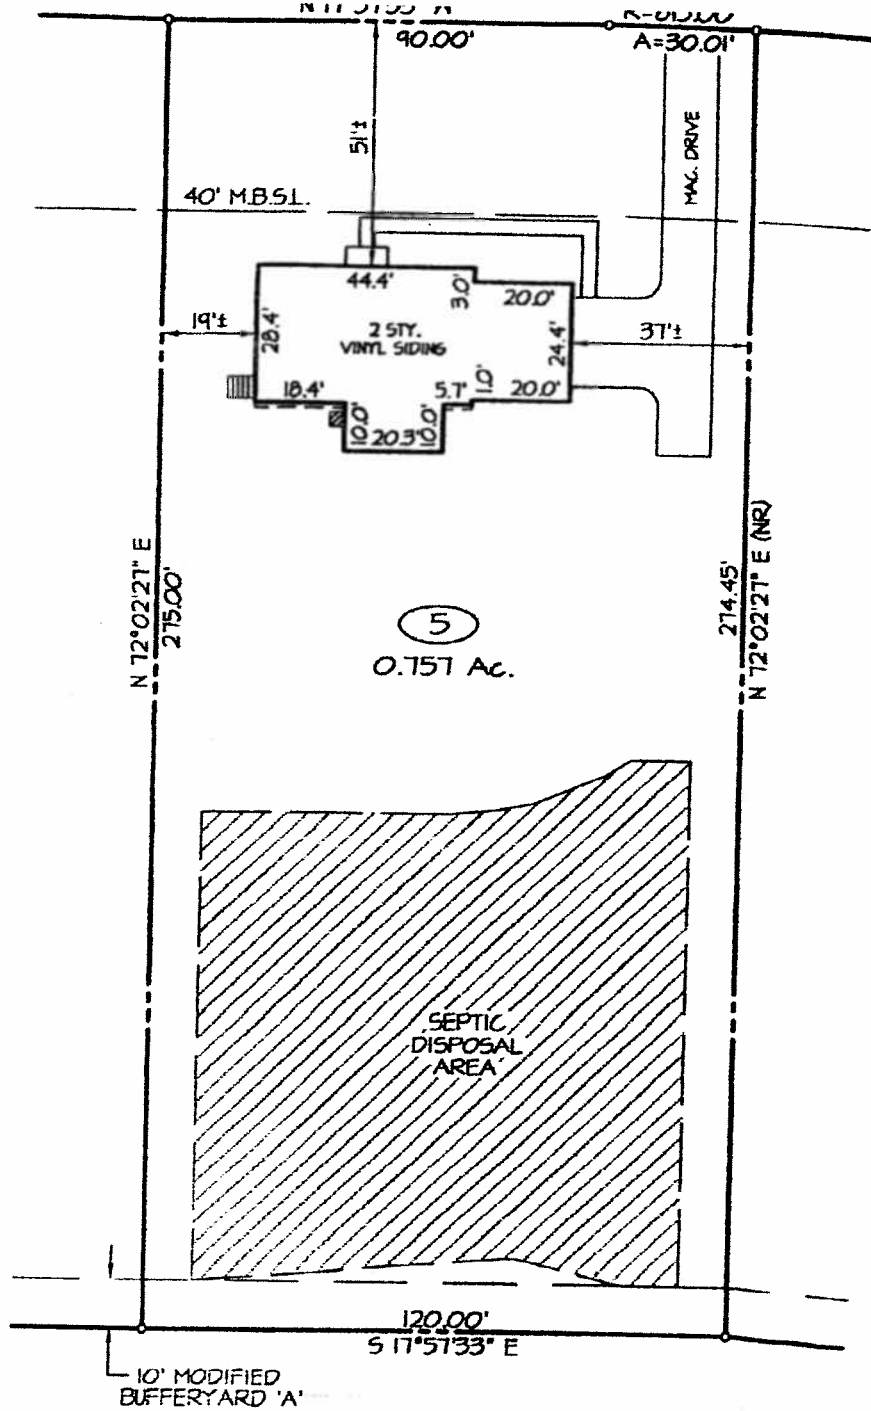 90.00'
A=30.01'
51'±
MAC. DRIVE
40' M.B.S.L.
44.4'
3.0'
20.0'
19'±
28.4'
2 STY.
VINYL SIDING
24.4'
37'±
18.4'
5.7'
1.0'
20.0'
10.0'
20.3'
10.0'
N 72°02'27" E
275.00'
274.45'
N 72°02'27" E (NR)
5
0.757 Ac.
SEPTIC
DISPOSAL
AREA
120.00'
S 17°57'33" E
10' MODIFIED
BUFFERYARD 'A'